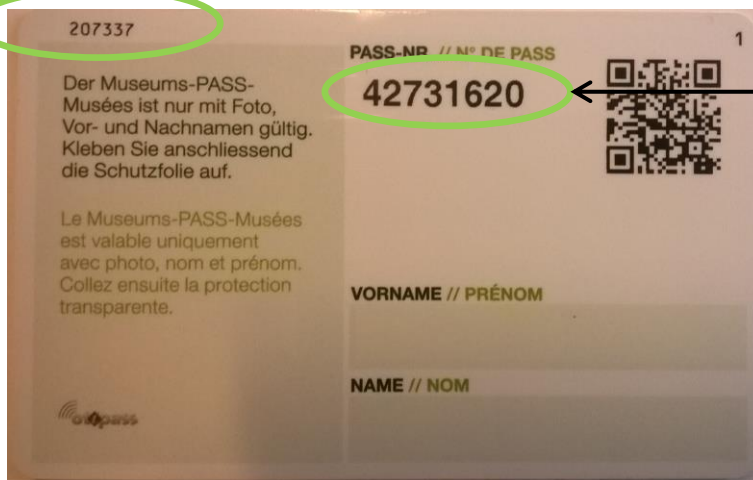 207337
Der Museums-PASS-
Musées ist nur mit Foto,
Vor- und Nachnamen gültig.
Kleben Sie anschliessend
die Schutzfolie auf.
Le Museums-PASS-Musées
est valable uniquement
avec photo, nom et prénom.
Collez ensuite la protection
transparente.
PASS-NR. // N° DE PASS
42731620
1
VORNAME // PRÉNOM
NAME // NOM